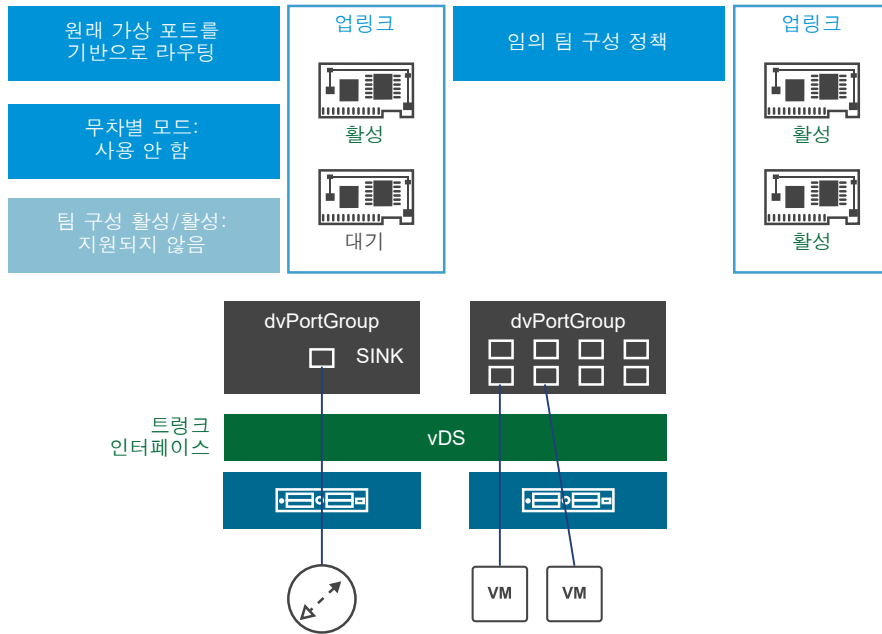 원래 가상 포트를
기반으로 라우팅
무차별 모드:
사용 안 함
팀 구성 활성/활성:
지원되지 않음
업링크
활성
대기
임의 팀 구성 정책
업링크
활성
활성
dvPortGroup
SINK
dvPortGroup
트렁크
인터페이스
vDS
VM
VM